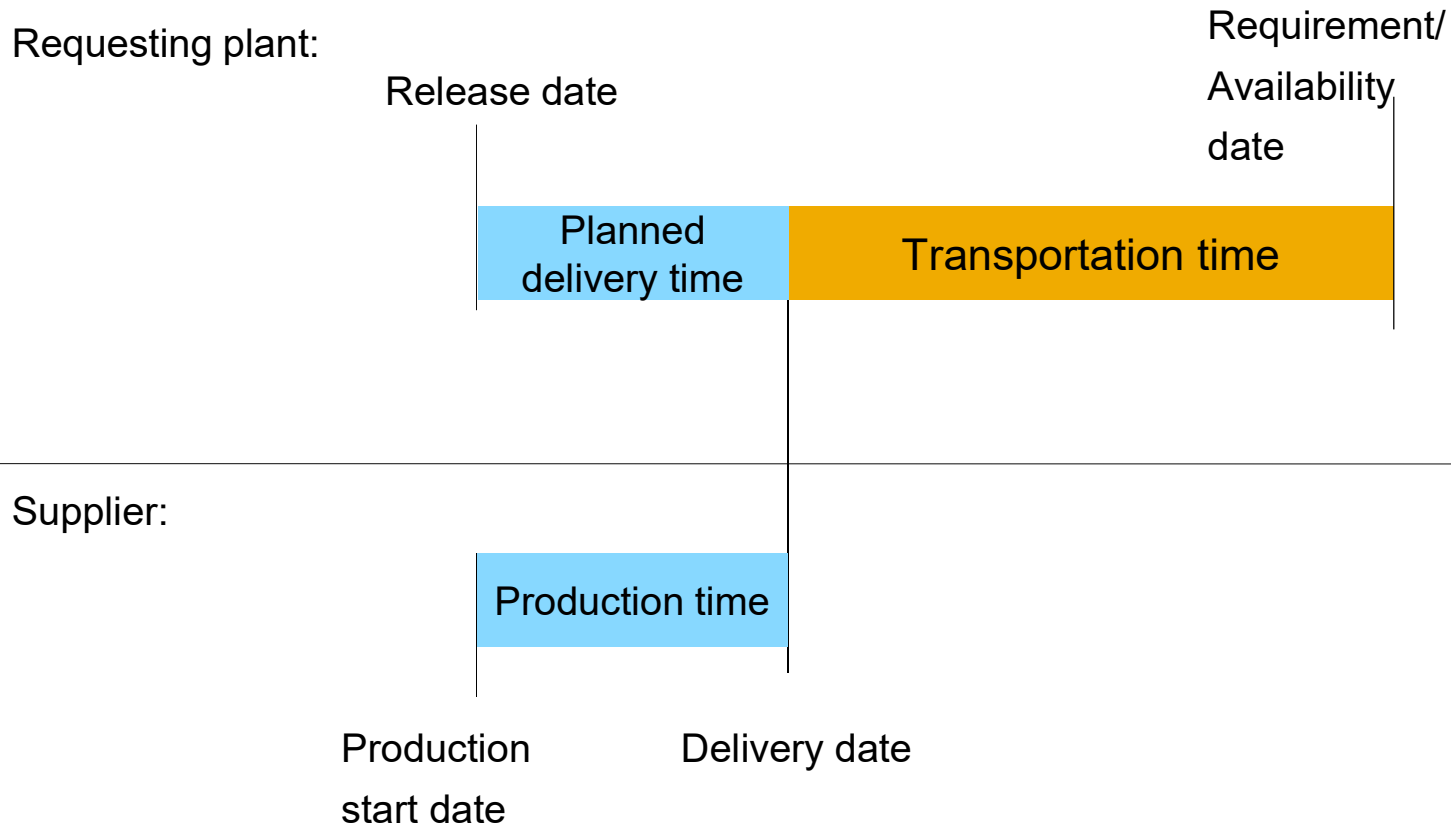 Requesting plant:
Release date
Requirement/
Availability
date
Planned
delivery time
Transportation time
Supplier:
Production time
Production
start date
Delivery date